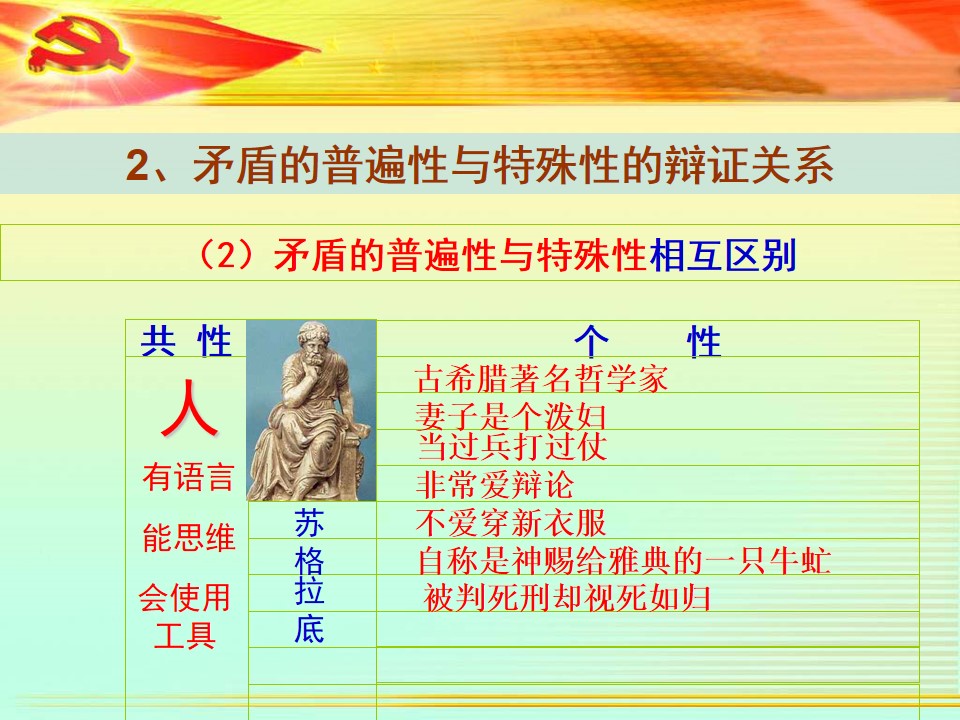 2、矛盾的普遍性与特殊性的辩证关系
（2）矛盾的普遍性与特殊性相互区别
共 性
个 性
人
有语言
能思维
会使用
工具
苏
格
拉
底
古希腊著名哲学家
妻子是个泼妇
当过兵打过仗
非常爱辩论
不爱穿新衣服
自称是神赐给雅典的一只牛虻
被判死刑却视死如归